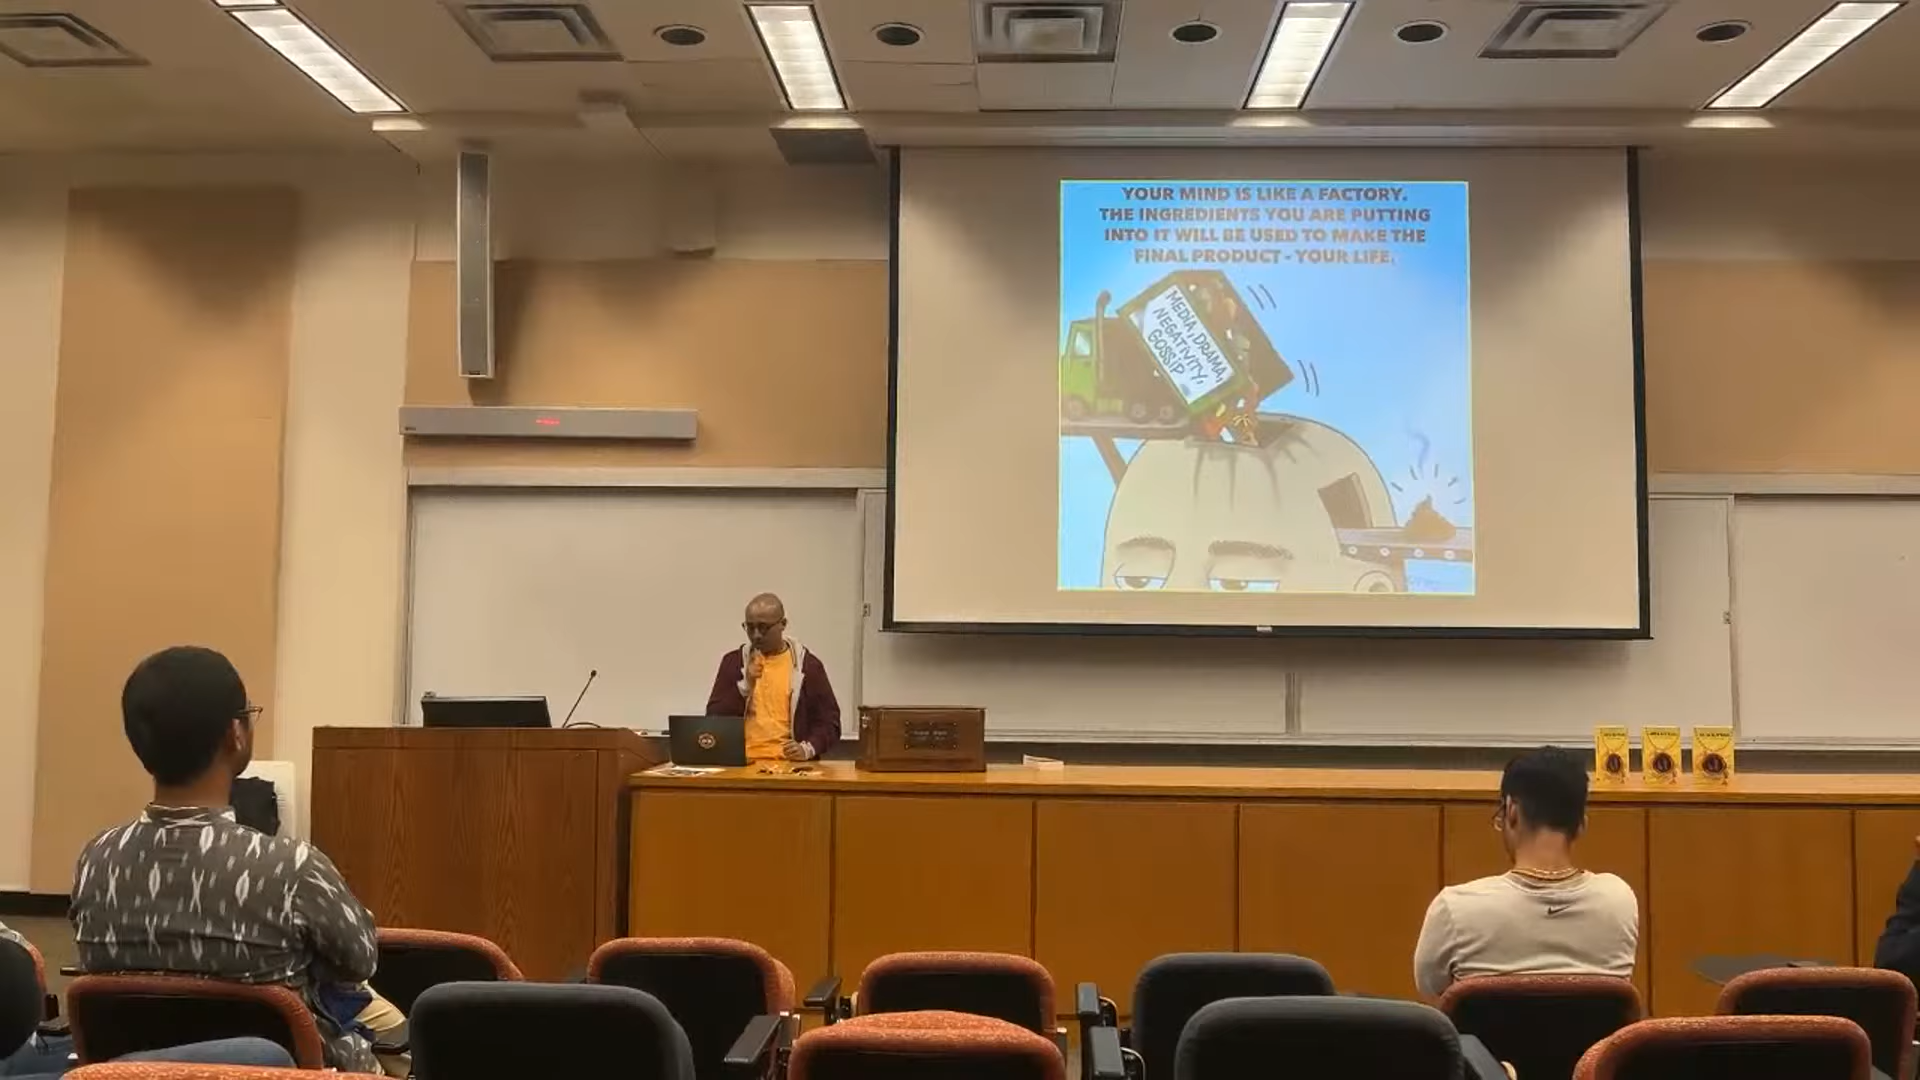 YOUR MIND IS LIKE A FACTORY.
THE INGREDIENTS YOU ARE PUTTING
INTO IT WILL BE USED TO MAKE THE
FINAL PRODUCT - YOUR LIFE.
MEDIA, DRAMA,
NEGATIVITY,
GOSSIP